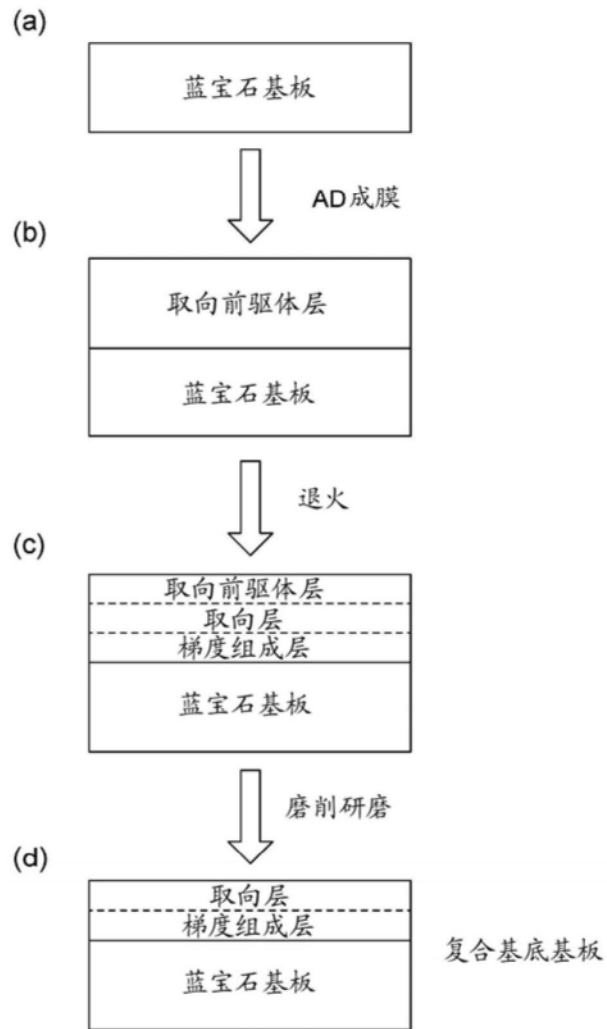 (a)
蓝宝石基板
AD成膜
(b)
取向前驱体层
蓝宝石基板
退火
(c)
取向前驱体层
取向层
梯度组成层
蓝宝石基板
磨削研磨
(d)
取向层
梯度组成层
复合基底基板
蓝宝石基板